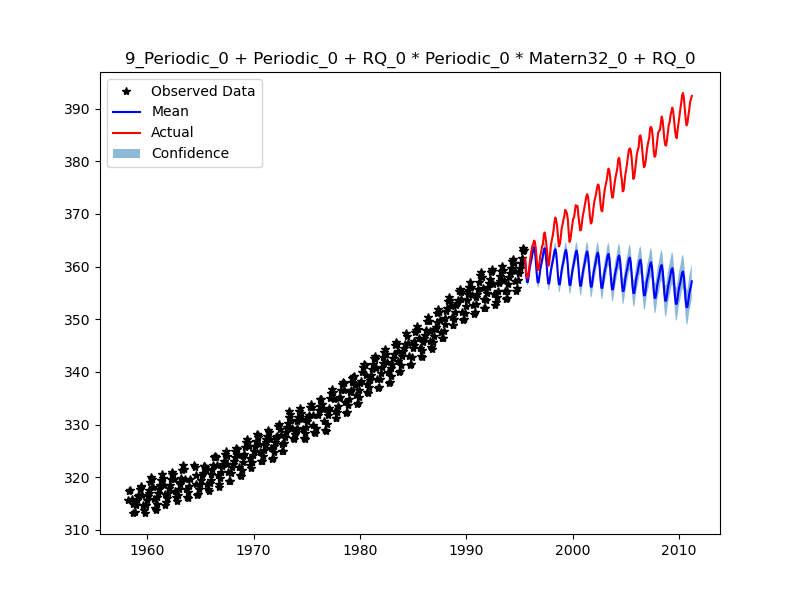 9_Periodic_0 + Periodic_0 + RQ_0 * Periodic_0 * Matern32_0 + RQ_0
Observed Data
Mean
Actual
Confidence
390
380
370
360
350
340
330
320
310
1960 1970 1980 1990 2000 2010